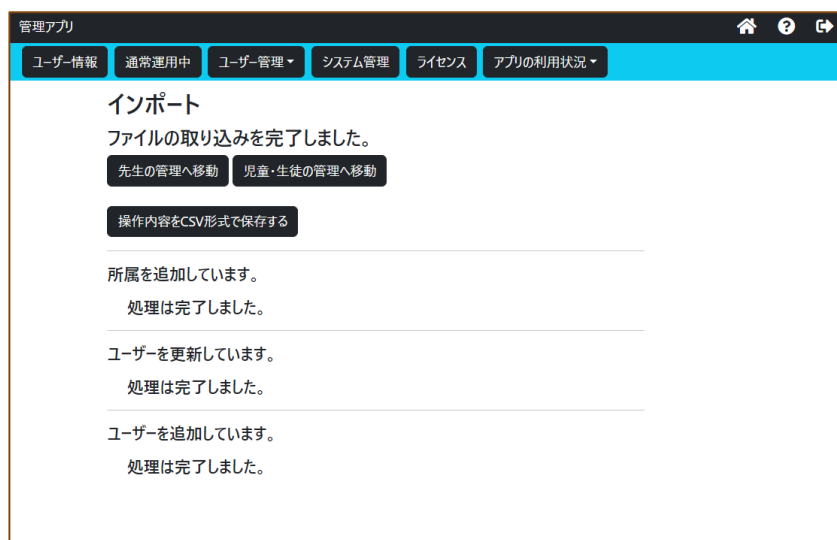 管理アプリ
ユーザー情報 通常運用中 ユーザー管理 システム管理 ライセンス アプリの利用状況
インポート
ファイルの取り込みを完了しました。
先生の管理へ移動 児童・生徒の管理へ移動
操作内容をCSV形式で保存する
所属を追加しています。
処理は完了しました。
ユーザーを更新しています。
処理は完了しました。
ユーザーを追加しています。
処理は完了しました。